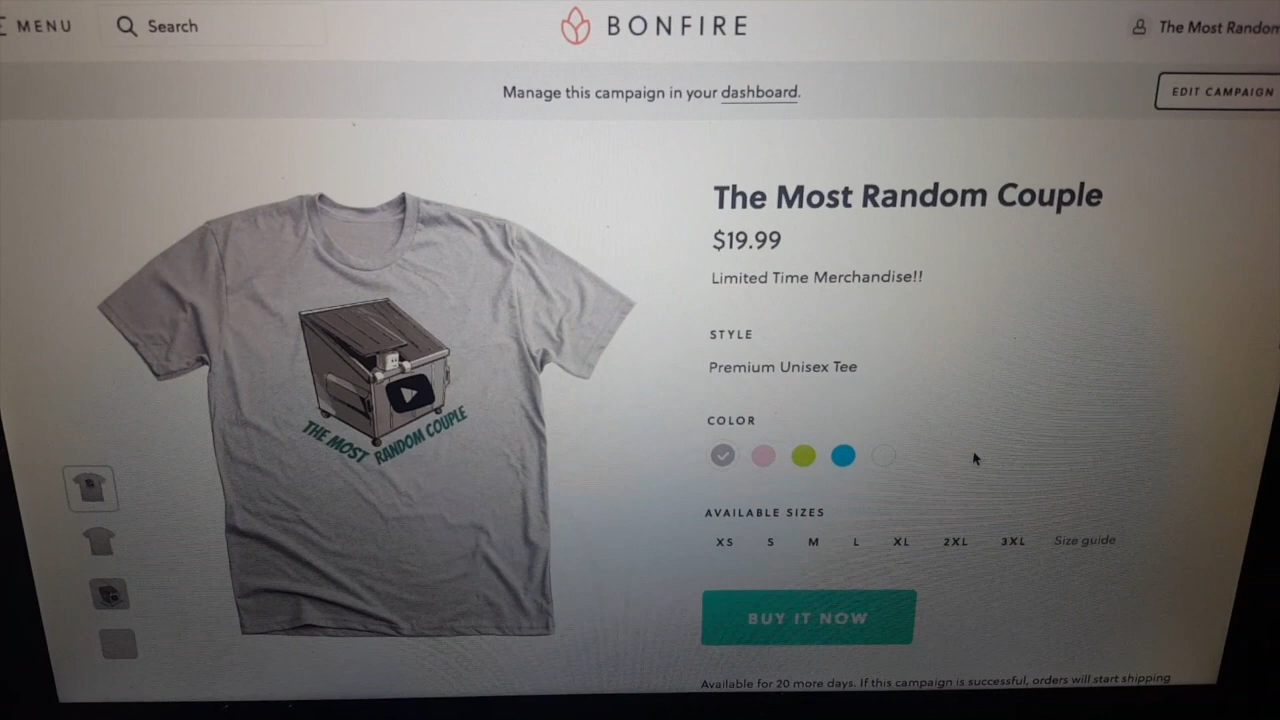 MENU
Search
BONFIRE
The Most Random
Manage this campaign in your dashboard.
EDIT CAMPAIGN
The Most Random Couple
$19.99
Limited Time Merchandise!!
STYLE
Premium Unisex Tee
COLOR
THE MOST RANDOM COUPLE
AVAILABLE SIZES
XS S M L XL 2XL 3XL Size guide
BUY IT NOW
Available for 20 more days. If this campaign is successful, orders will start shipping